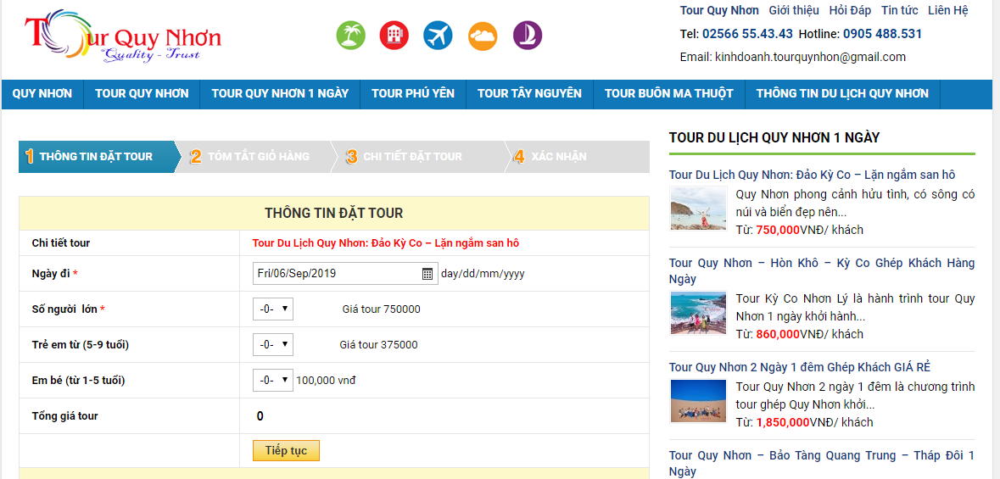 Tour Quy Nhơn
Quality - Trust
Tour Quy Nhơn Giới thiệu Hỏi Đáp Tin tức Liên Hệ
Tel: 02566 55.43.43 Hotline: 0905 488.531
Email: kinhdoanh.tourquynhon@gmail.com
QUY NHƠN TOUR QUY NHƠN TOUR QUY NHƠN 1 NGÀY TOUR PHÚ YÊN TOUR TÂY NGUYÊN TOUR BUÔN MA THUỘT THÔNG TIN DU LỊCH QUY NHƠN
1 THÔNG TIN ĐẶT TOUR 2 TÓM TẮT GIỎ HÀNG 3 CHI TIẾT ĐẶT TOUR 4 XÁC NHẬN
THÔNG TIN ĐẶT TOUR
Chi tiết tour Tour Du Lịch Quy Nhơn: Đảo Kỳ Co – Lặn ngắm san hô
Ngày đi * Fri/06/Sep/2019 day/dd/mm/yyyy
Số người lớn * -0- Giá tour 750000
Trẻ em từ (5-9 tuổi) -0- Giá tour 375000
Em bé (từ 1-5 tuổi) -0- 100,000 vnđ
Tổng giá tour 0
Tiếp tục
TOUR DU LỊCH QUY NHƠN 1 NGÀY
Tour Du Lịch Quy Nhơn: Đảo Kỳ Co – Lặn ngắm san hô
Quy Nhơn phong cảnh hửu tình, có sông có
núi và biển đẹp nên...
Từ: 750,000VNĐ/ khách
Tour Quy Nhơn – Hòn Khô – Kỳ Co Ghép Khách Hàng
Ngày
Tour Kỳ Co Nhơn Lý là hành trình tour Quy
Nhơn 1 ngày khởi hành...
Từ: 860,000VNĐ/ khách
Tour Quy Nhơn 2 Ngày 1 đêm Ghép Khách GIÁ RẺ
Tour Quy Nhơn 2 ngày 1 đêm là chương trình
tour ghép Quy Nhơn khởi...
Từ: 1,850,000VNĐ/ khách
Tour Quy Nhơn – Bảo Tàng Quang Trung – Tháp Đôi 1
Ngày